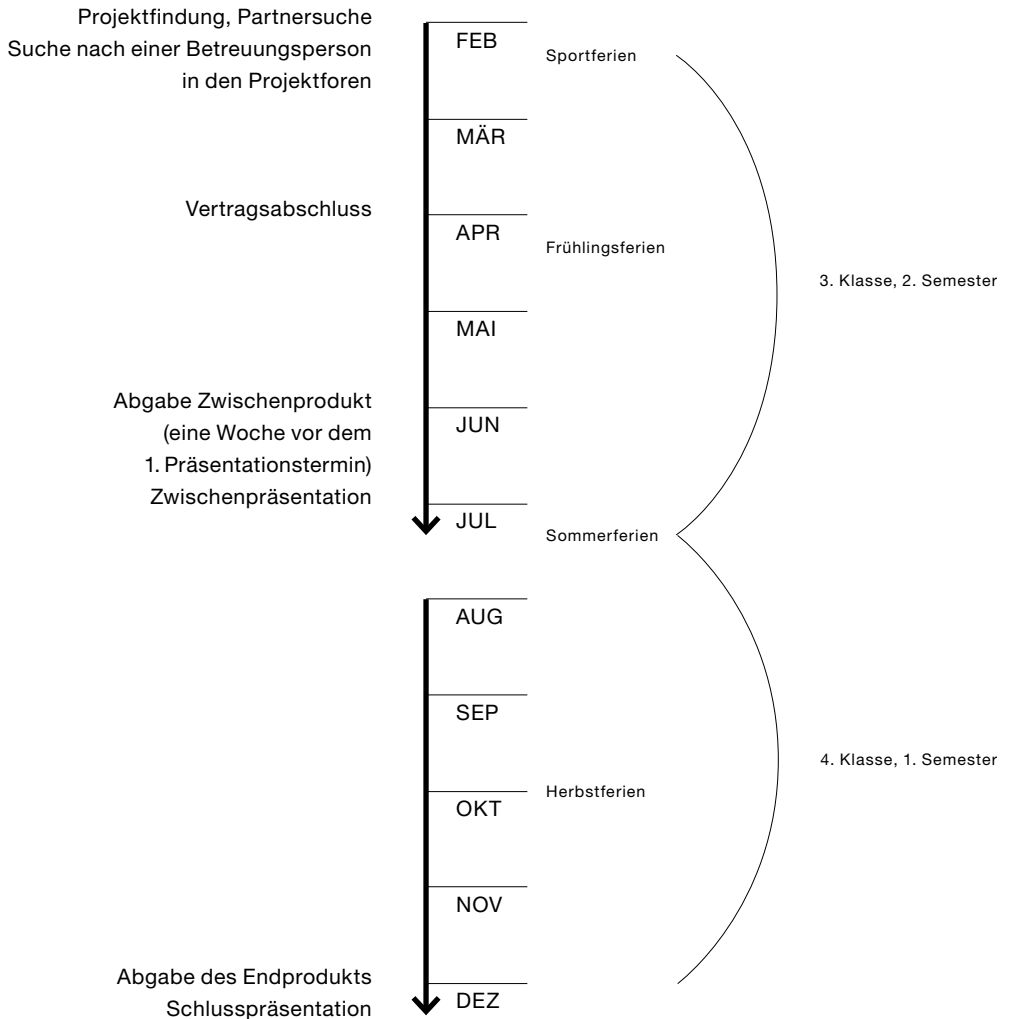 Projektfindung, Partnersuche
Suche nach einer Betreuungsperson
in den Projektforen
FEB
Sportferien
MÄR
Vertragsabschluss
APR
Frühlingsferien
3. Klasse, 2. Semester
MAI
Abgabe Zwischenprodukt
(eine Woche vor dem
1. Präsentationstermin)
Zwischenpräsentation
JUN
JUL
Sommerferien
AUG
SEP
4. Klasse, 1. Semester
Herbstferien
OKT
NOV
Abgabe des Endprodukts
Schlusspräsentation
DEZ